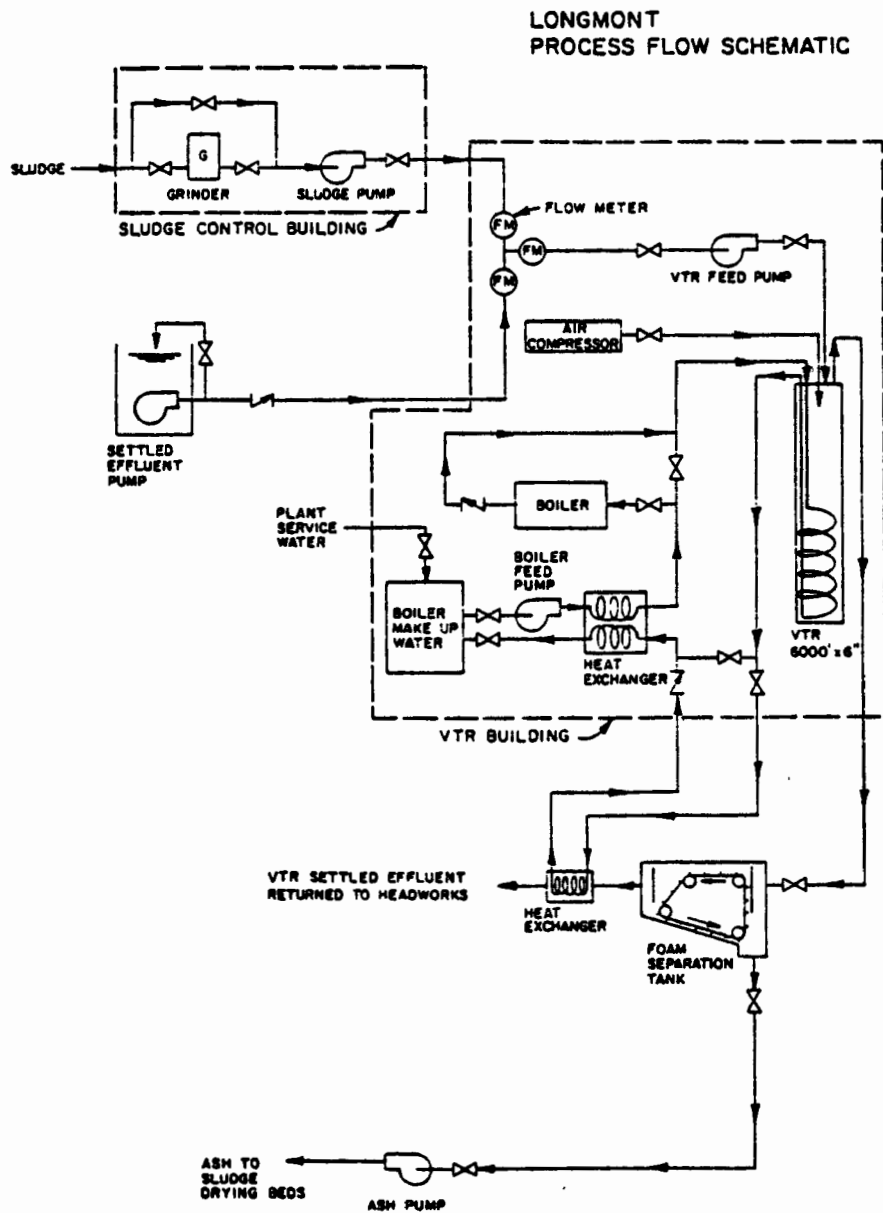 LONGMONT
PROCESS FLOW SCHEMATIC
SLUDGE
G
GRINDER
SLUDGE PUMP
SLUDGE CONTROL BUILDING
FLOW METER
FM
FM
FM
VTR FEED PUMP
AIR
COMPRESSOR
SETTLED
EFFLUENT
PUMP
BOILER
PLANT
SERVICE
WATER
BOILER
FEED
PUMP
BOILER
MAKE UP
WATER
HEAT
EXCHANGER
VTR
6000' x 6"
VTR BUILDING
VTR SETTLED EFFLUENT
RETURNED TO HEADWORKS
HEAT
EXCHANGER
FOAM
SEPARATION
TANK
ASH TO
SLUDGE
DRYING BEDS
ASH PUMP